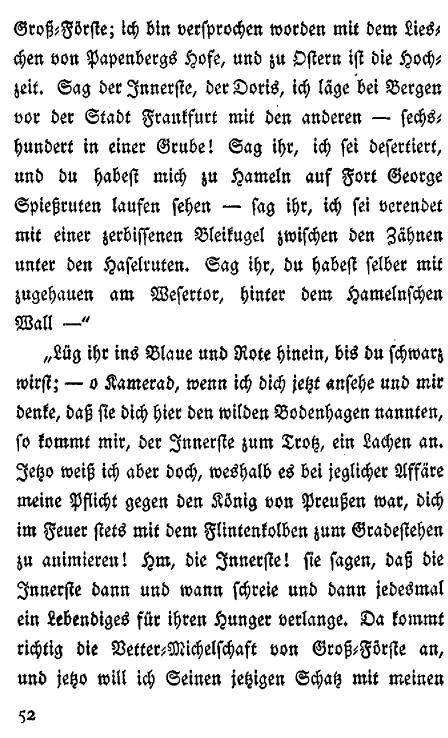 Groß-Förste; ich bin versprochen worden mit dem Lies-
chen von Papenbergs Hofe, und zu Ostern ist die Hoch-
zeit. Sag der Innerste, der Doris, ich läge bei Bergen
vor der Stadt Frankfurt mit den anderen — sechs-
hundert in einer Grube! Sag ihr, ich sei desertiert,
und du habest mich zu Hameln auf Fort George
Spießruten laufen sehen — sag ihr, ich sei verendet
mit einer zerbissenen Bleikugel zwischen den Zähnen
unter den Haselruten. Sag ihr, du habest selber mit
zugehauen am Wesertor, hinter dem Hamelnschen
Wall —“
„Lüg ihr ins Blaue und Rote hinein, bis du schwarz
wirst; — o Kamerad, wenn ich dich jetzt ansehe und mir
denke, daß sie dich hier den wilden Bodenhagen nannten,
so kommt mir, der Innerste zum Trotz, ein Lachen an.
Jetzo weiß ich aber doch, weshalb es bei jeglicher Affäre
meine Pflicht gegen den König von Preußen war, dich
im Feuer stets mit dem Flintenkolben zum Gradestehen
zu animieren! Hm, die Innerste! sie sagen, daß die
Innerste dann und wann schreie und dann jedesmal
ein Lebendiges für ihren Hunger verlange. Da kommt
richtig die Vetter-Michelschaft von Groß-Förste an,
und jetzo will ich Seinen jetzigen Schatz mit meinen
52